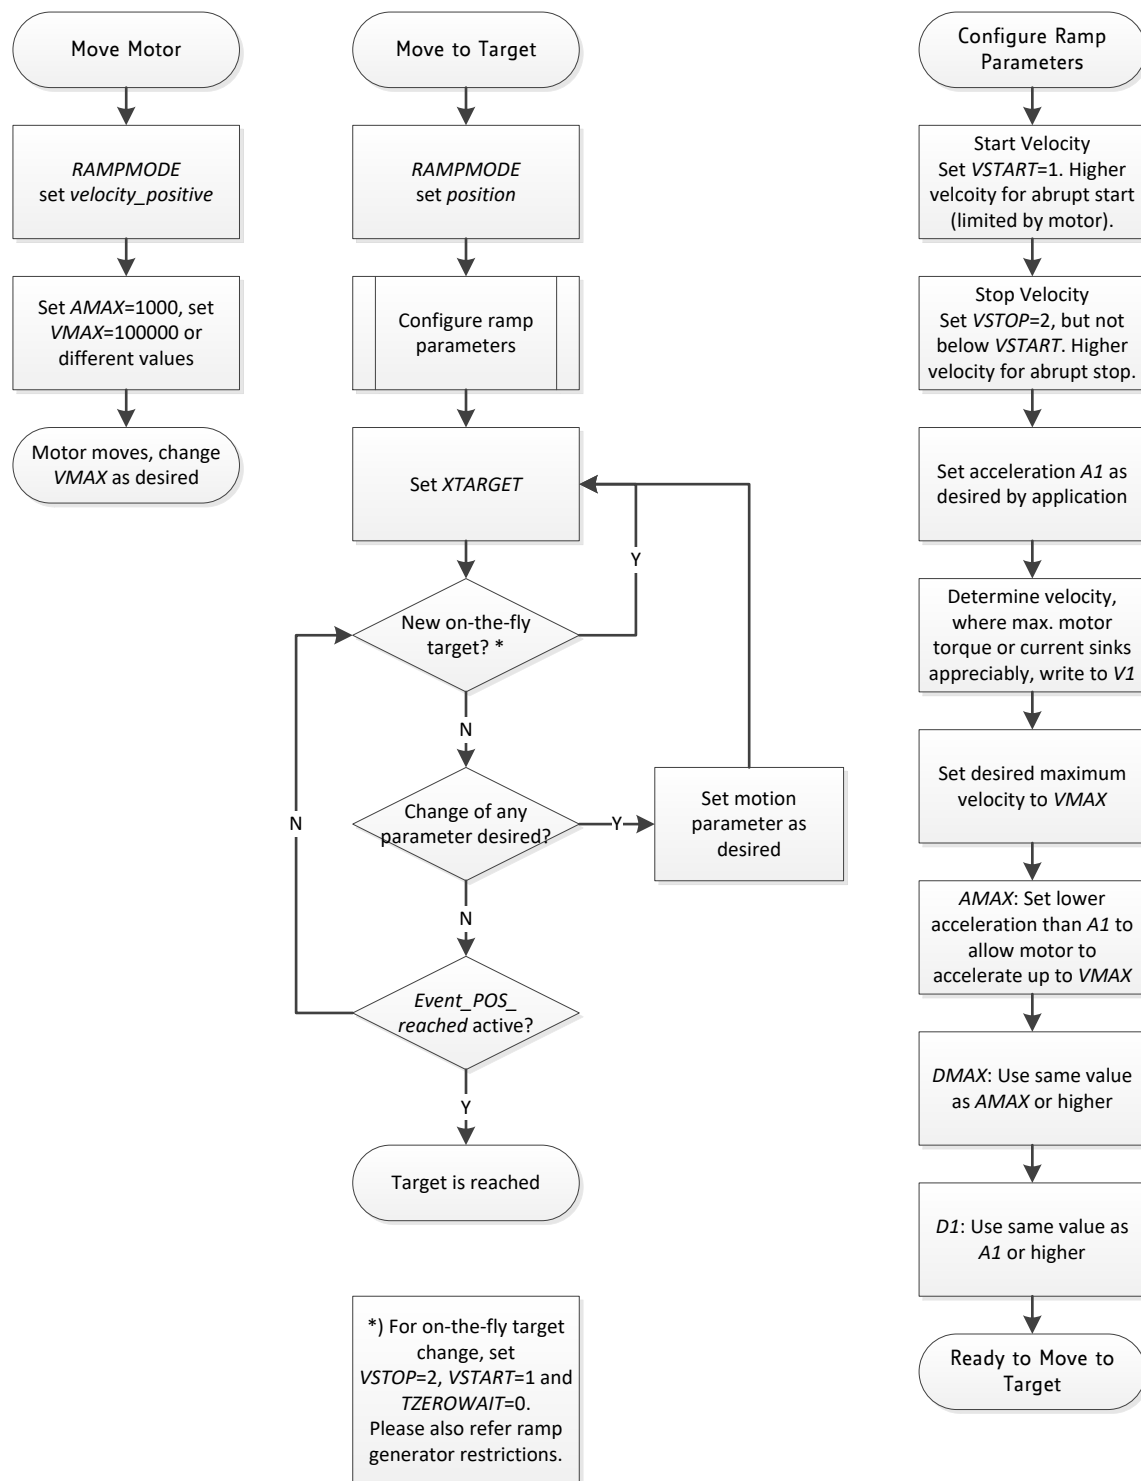 Move Motor
RAMPMODE
set velocity_positive
Set AMAX=1000, set
VMAX=100000 or
different values
Motor moves, change
VMAX as desired
Move to Target
RAMPMODE
set position
Configure ramp
parameters
Set XTARGET
Y
New on-the-fly
target? *
N
N
Change of any
parameter desired?
Y
Set motion
parameter as
desired
N
Event_POS_
reached active?
Y
Target is reached
*) For on-the-fly target
change, set
VSTOP=2, VSTART=1 and
TZEROWAIT=0.
Please also refer ramp
generator restrictions.
Configure Ramp
Parameters
Start Velocity
Set VSTART=1. Higher
velcoity for abrupt start
(limited by motor).
Stop Velocity
Set VSTOP=2, but not
below VSTART. Higher
velocity for abrupt stop.
Set acceleration A1 as
desired by application
Determine velocity,
where max. motor
torque or current sinks
appreciably, write to V1
Set desired maximum
velocity to VMAX
AMAX: Set lower
acceleration than A1 to
allow motor to
accelerate up to VMAX
DMAX: Use same value
as AMAX or higher
D1: Use same value as
A1 or higher
Ready to Move to
Target